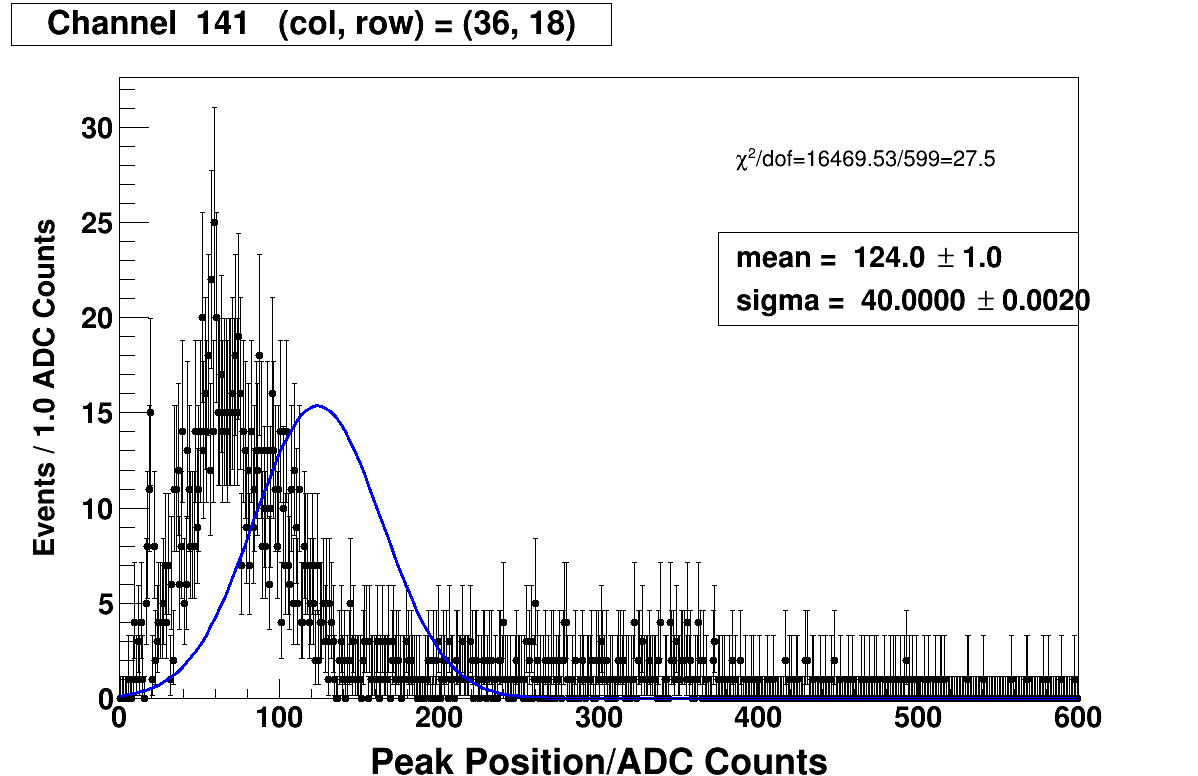 Channel 141 (col, row) = (36, 18)
χ²/dof=16469.53/599=27.5
mean = 124.0 ± 1.0
sigma = 40.0000 ± 0.0020
Events / 1.0 ADC Counts
30
25
20
15
10
5
0
0 100 200 300 400 500 600
Peak Position/ADC Counts